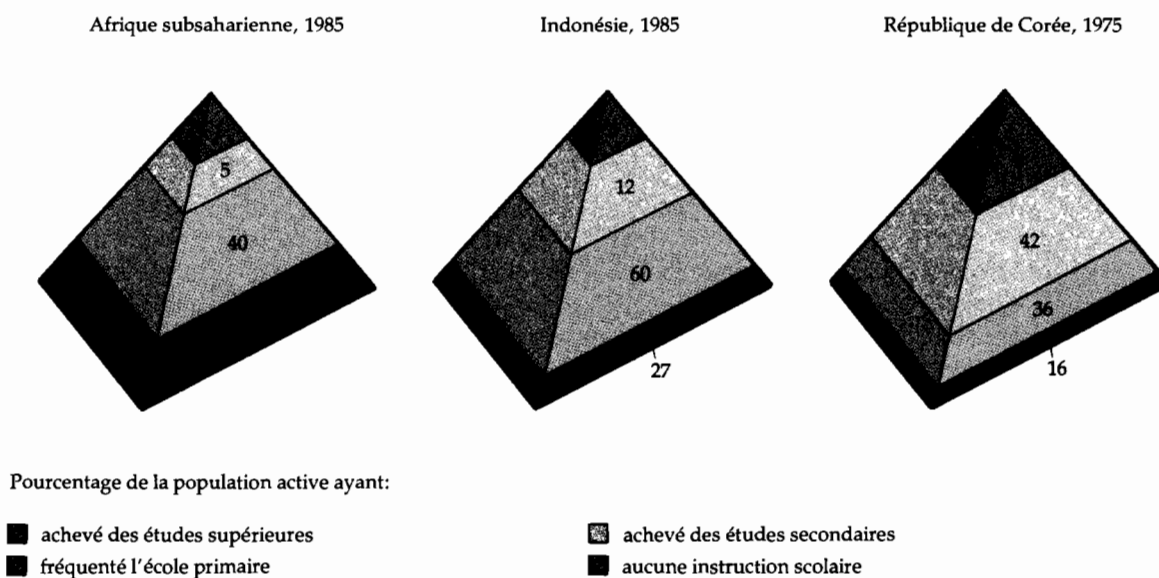 Afrique subsaharienne, 1985
Indonésie, 1985
République de Corée, 1975
5
40
12
60
27
42
36
16
Pourcentage de la population active ayant:
achevé des études supérieures
achevé des études secondaires
fréquenté l'école primaire
aucune instruction scolaire